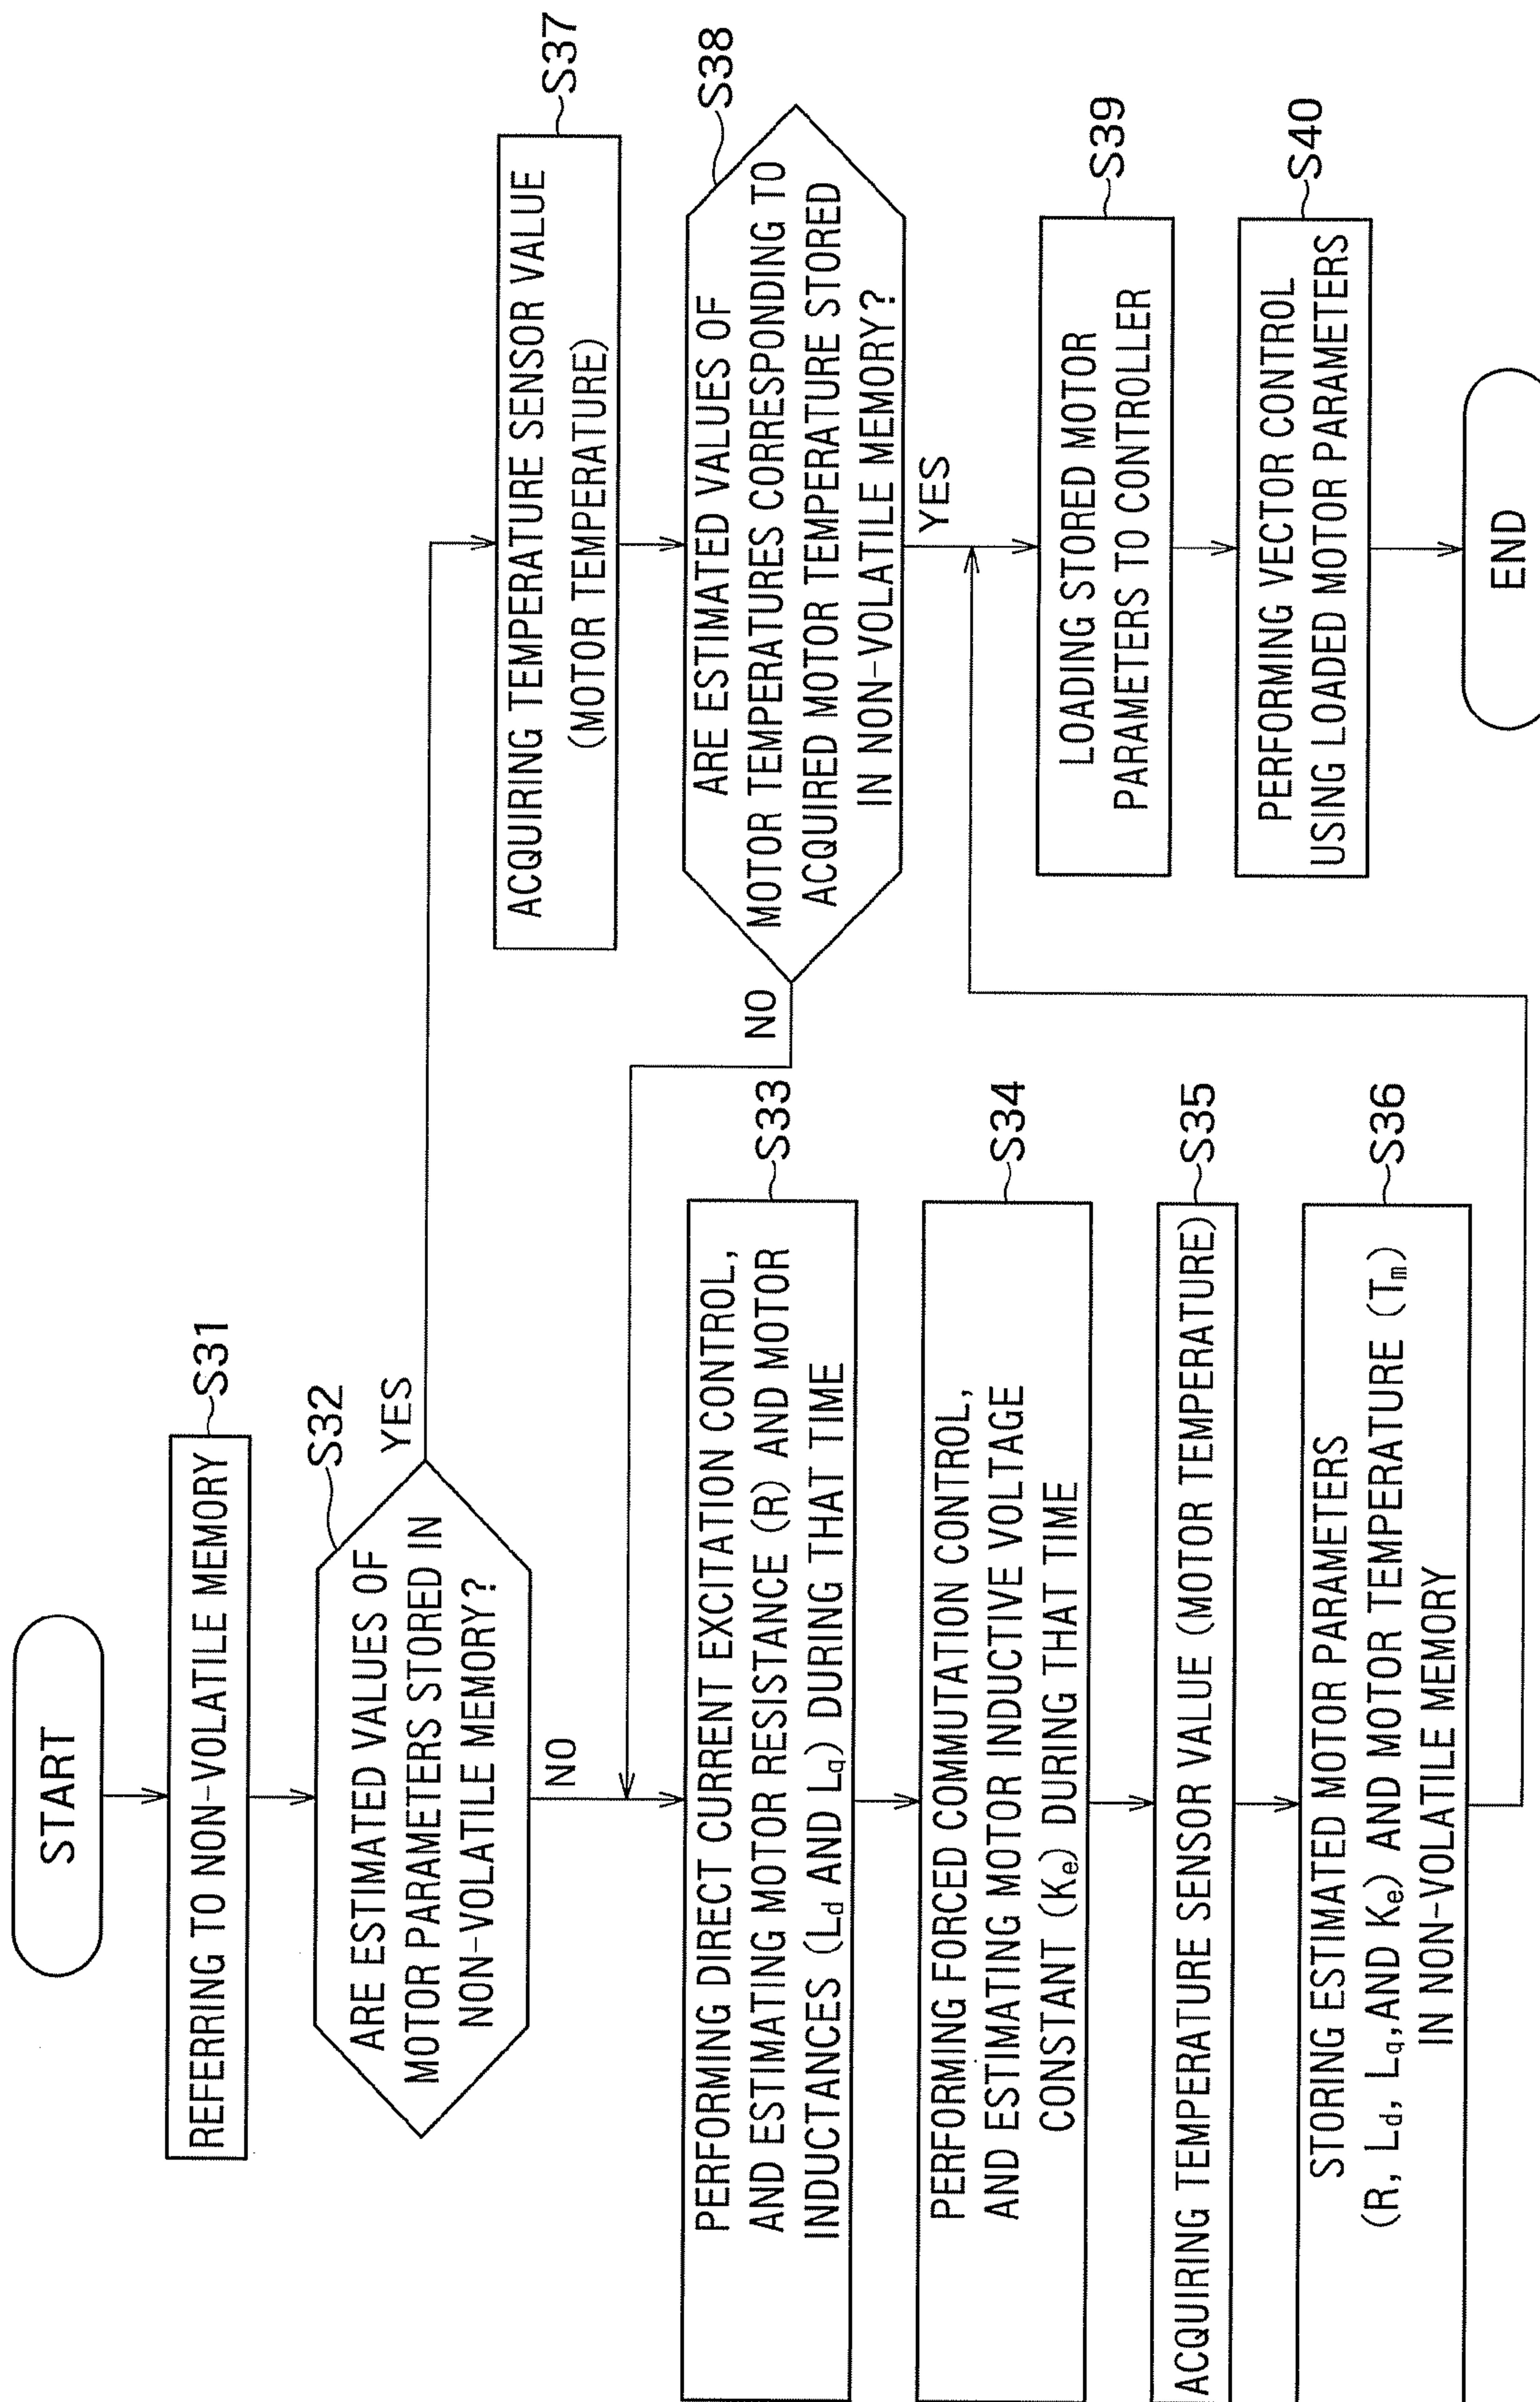 START
REFERRING TO NON-VOLATILE MEMORY
S31
ARE ESTIMATED VALUES OF
MOTOR PARAMETERS STORED IN
NON-VOLATILE MEMORY?
S32
YES
NO
PERFORMING DIRECT CURRENT EXCITATION CONTROL,
AND ESTIMATING MOTOR RESISTANCE (R) AND MOTOR
INDUCTANCES (Ld AND Lq) DURING THAT TIME
S33
PERFORMING FORCED COMMUTATION CONTROL,
AND ESTIMATING MOTOR INDUCTIVE VOLTAGE
CONSTANT (Ke) DURING THAT TIME
S34
ACQUIRING TEMPERATURE SENSOR VALUE (MOTOR TEMPERATURE)
S35
STORING ESTIMATED MOTOR PARAMETERS
(R, Ld, Lq, AND Ke) AND MOTOR TEMPERATURE (Tm)
IN NON-VOLATILE MEMORY
S36
ACQUIRING TEMPERATURE SENSOR VALUE
(MOTOR TEMPERATURE)
S37
ARE ESTIMATED VALUES OF
MOTOR TEMPERATURES CORRESPONDING TO
ACQUIRED MOTOR TEMPERATURE STORED
IN NON-VOLATILE MEMORY?
S38
NO
YES
LOADING STORED MOTOR
PARAMETERS TO CONTROLLER
S39
PERFORMING VECTOR CONTROL
USING LOADED MOTOR PARAMETERS
S40
END